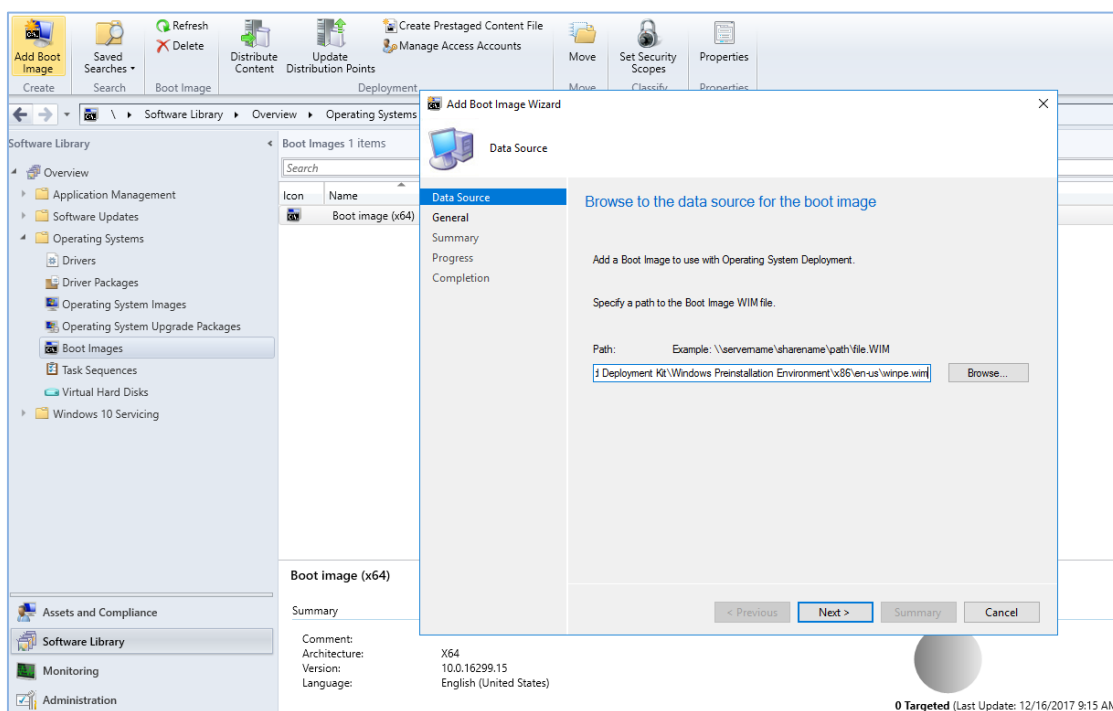 Add Boot Image
Saved Searches
Refresh
Delete
Distribute Content
Update Distribution Points
Create Prestaged Content File
Manage Access Accounts
Move
Set Security Scopes
Properties
Create
Search
Boot Image
Deployment
Move
Classify
Properties
\ Software Library Overview Operating Systems
Software Library
Overview
Application Management
Software Updates
Operating Systems
Drivers
Driver Packages
Operating System Images
Operating System Upgrade Packages
Boot Images
Task Sequences
Virtual Hard Disks
Windows 10 Servicing
Assets and Compliance
Software Library
Monitoring
Administration
Boot Images 1 items
Search
Icon Name
Boot image (x64)
Boot image (x64)
Summary
Comment:
Architecture: X64
Version: 10.0.16299.15
Language: English (United States)
0 Targeted (Last Update: 12/16/2017 9:15 AM
Add Boot Image Wizard
Data Source
Data Source
General
Summary
Progress
Completion
Browse to the data source for the boot image
Add a Boot Image to use with Operating System Deployment.
Specify a path to the Boot Image WIM file.
Path: Example: \\servername\sharename\path\file.WIM
Deployment Kit\Windows Preinstallation Environment\x86\en-us\winpe.wim
Browse...
< Previous
Next >
Summary
Cancel